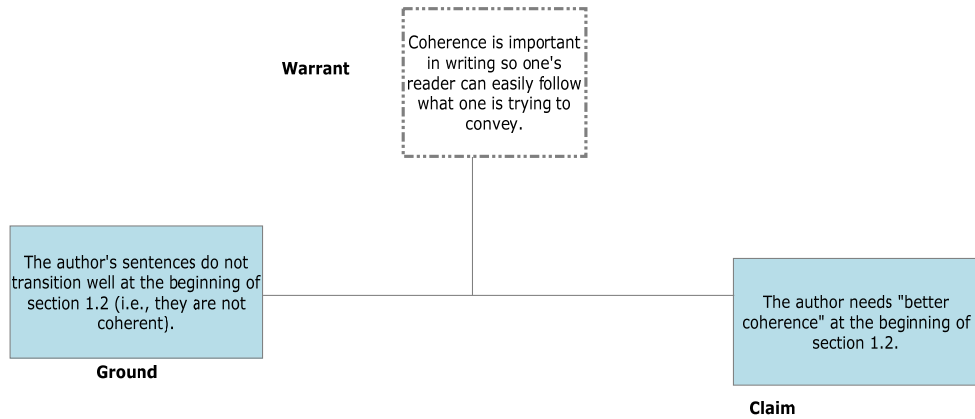 Warrant
Coherence is important
in writing so one's
reader can easily follow
what one is trying to
convey.
The author's sentences do not
transition well at the beginning of
section 1.2 (i.e., they are not
coherent).
Ground
The author needs "better
coherence" at the beginning of
section 1.2.
Claim